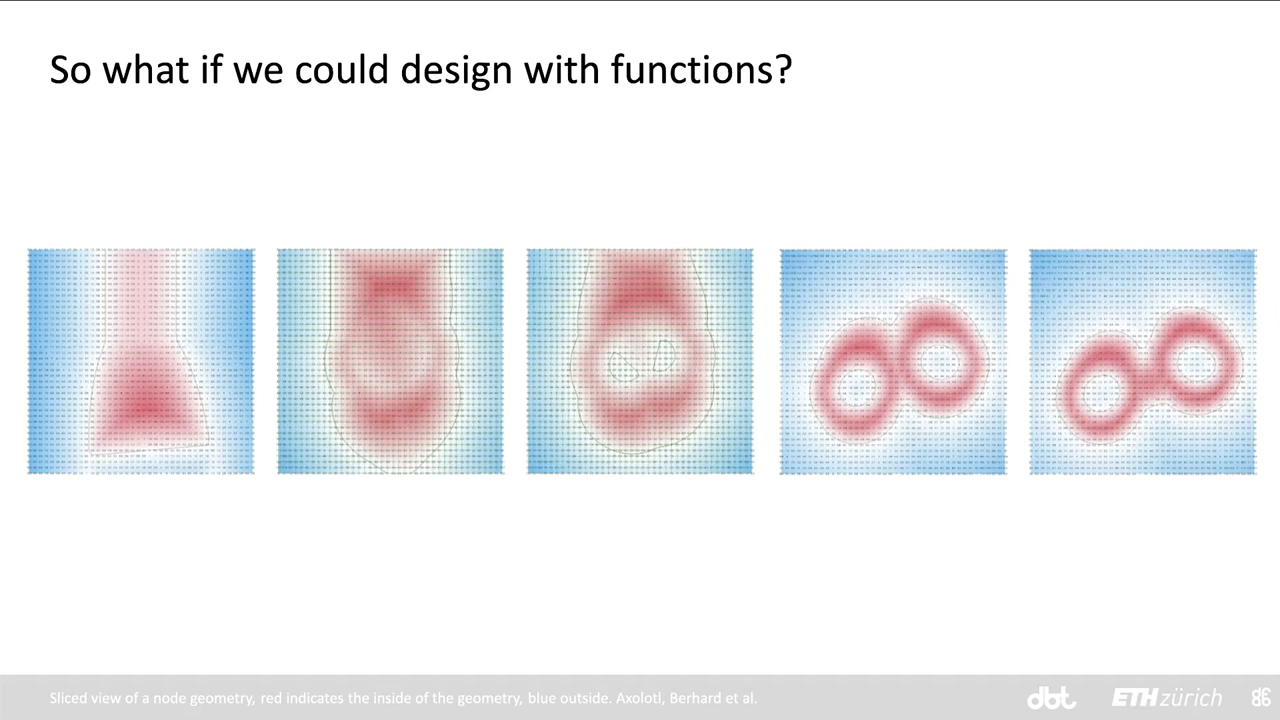 So what if we could design with functions?
Sliced view of a node geometry, red indicates the inside of the geometry, blue outside. Axolotl, Berhard et al.
dbt
ETH zürich